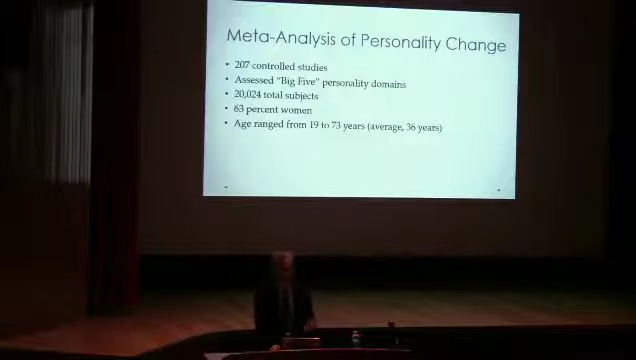 Meta-Analysis of Personality Change
• 207 controlled studies
• Assessed “Big Five” personality domains
• 20,024 total subjects
• 63 percent women
• Age ranged from 19 to 73 years (average, 36 years)